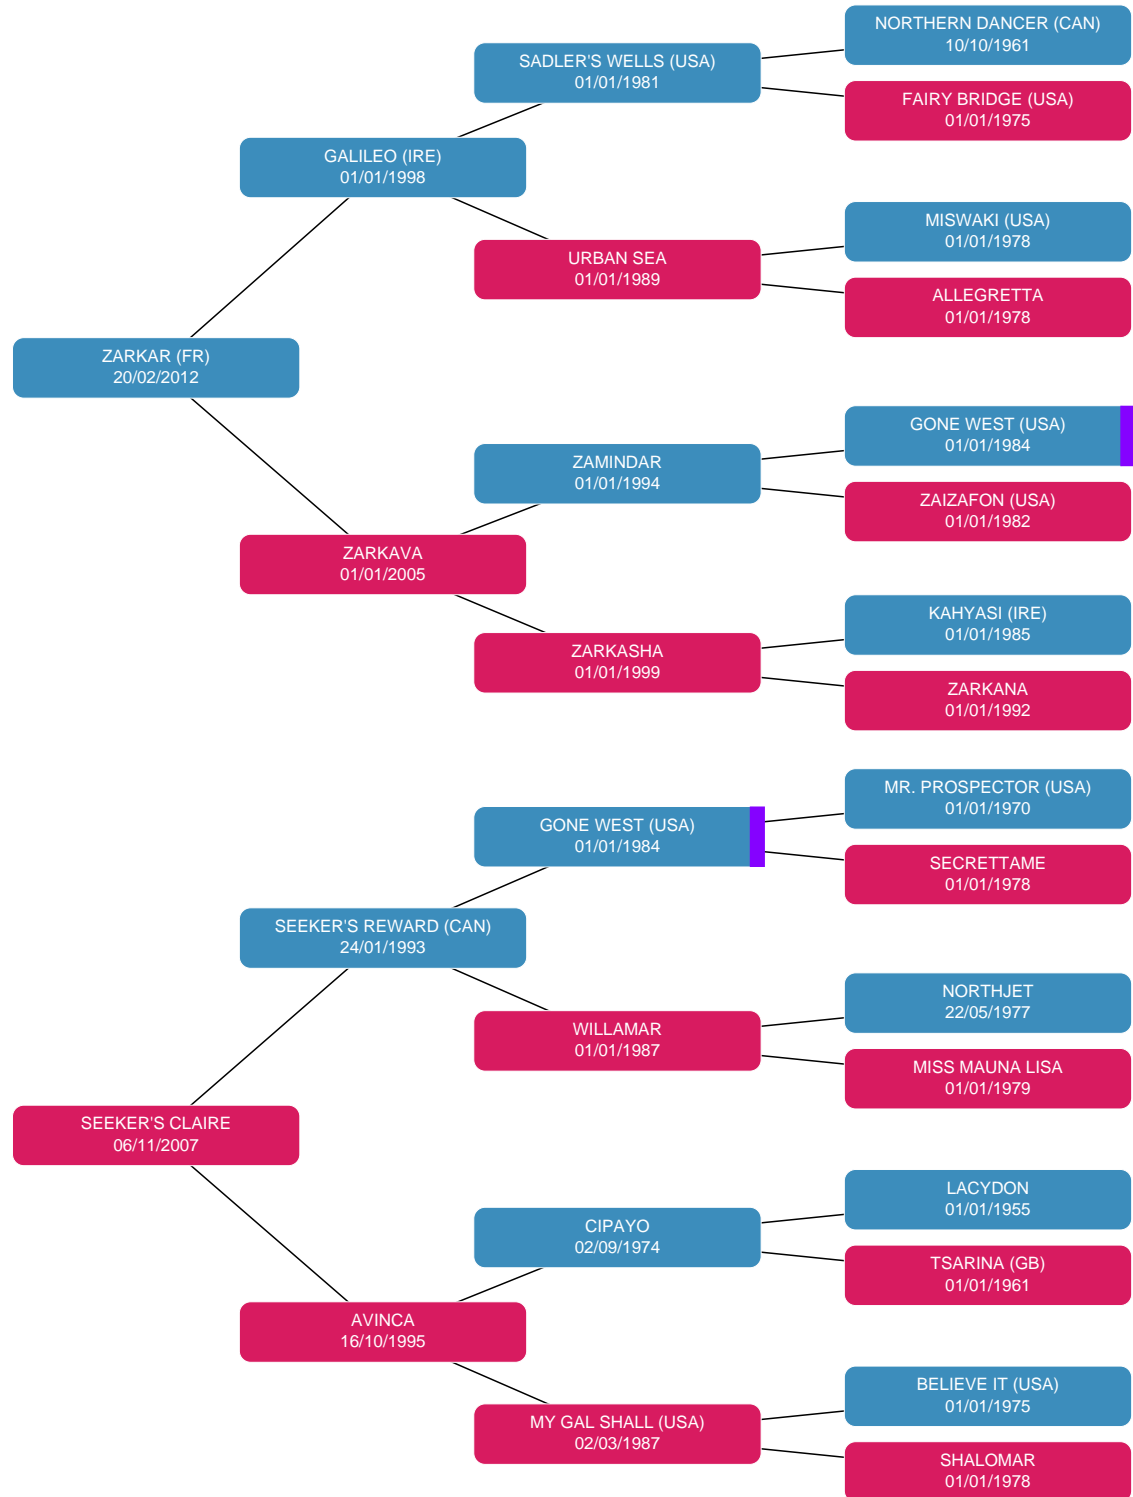 NORTHERN DANCER (CAN)
10/10/1961
SADLER'S WELLS (USA)
01/01/1981
FAIRY BRIDGE (USA)
01/01/1975
GALILEO (IRE)
01/01/1998
MISWAKI (USA)
01/01/1978
URBAN SEA
01/01/1989
ALLEGRETTA
01/01/1978
ZARKAR (FR)
20/02/2012
GONE WEST (USA)
01/01/1984
ZAMINDAR
01/01/1994
ZAIZAFON (USA)
01/01/1982
ZARKAVA
01/01/2005
KAHYASI (IRE)
01/01/1985
ZARKASHA
01/01/1999
ZARKANA
01/01/1992
MR. PROSPECTOR (USA)
01/01/1970
GONE WEST (USA)
01/01/1984
SECRETTAME
01/01/1978
SEEKER'S REWARD (CAN)
24/01/1993
NORTHJET
22/05/1977
WILLAMAR
01/01/1987
MISS MAUNA LISA
01/01/1979
SEEKER'S CLAIRE
06/11/2007
LACYDON
01/01/1955
CIPAYO
02/09/1974
TSARINA (GB)
01/01/1961
AVINCA
16/10/1995
BELIEVE IT (USA)
01/01/1975
MY GAL SHALL (USA)
02/03/1987
SHALOMAR
01/01/1978